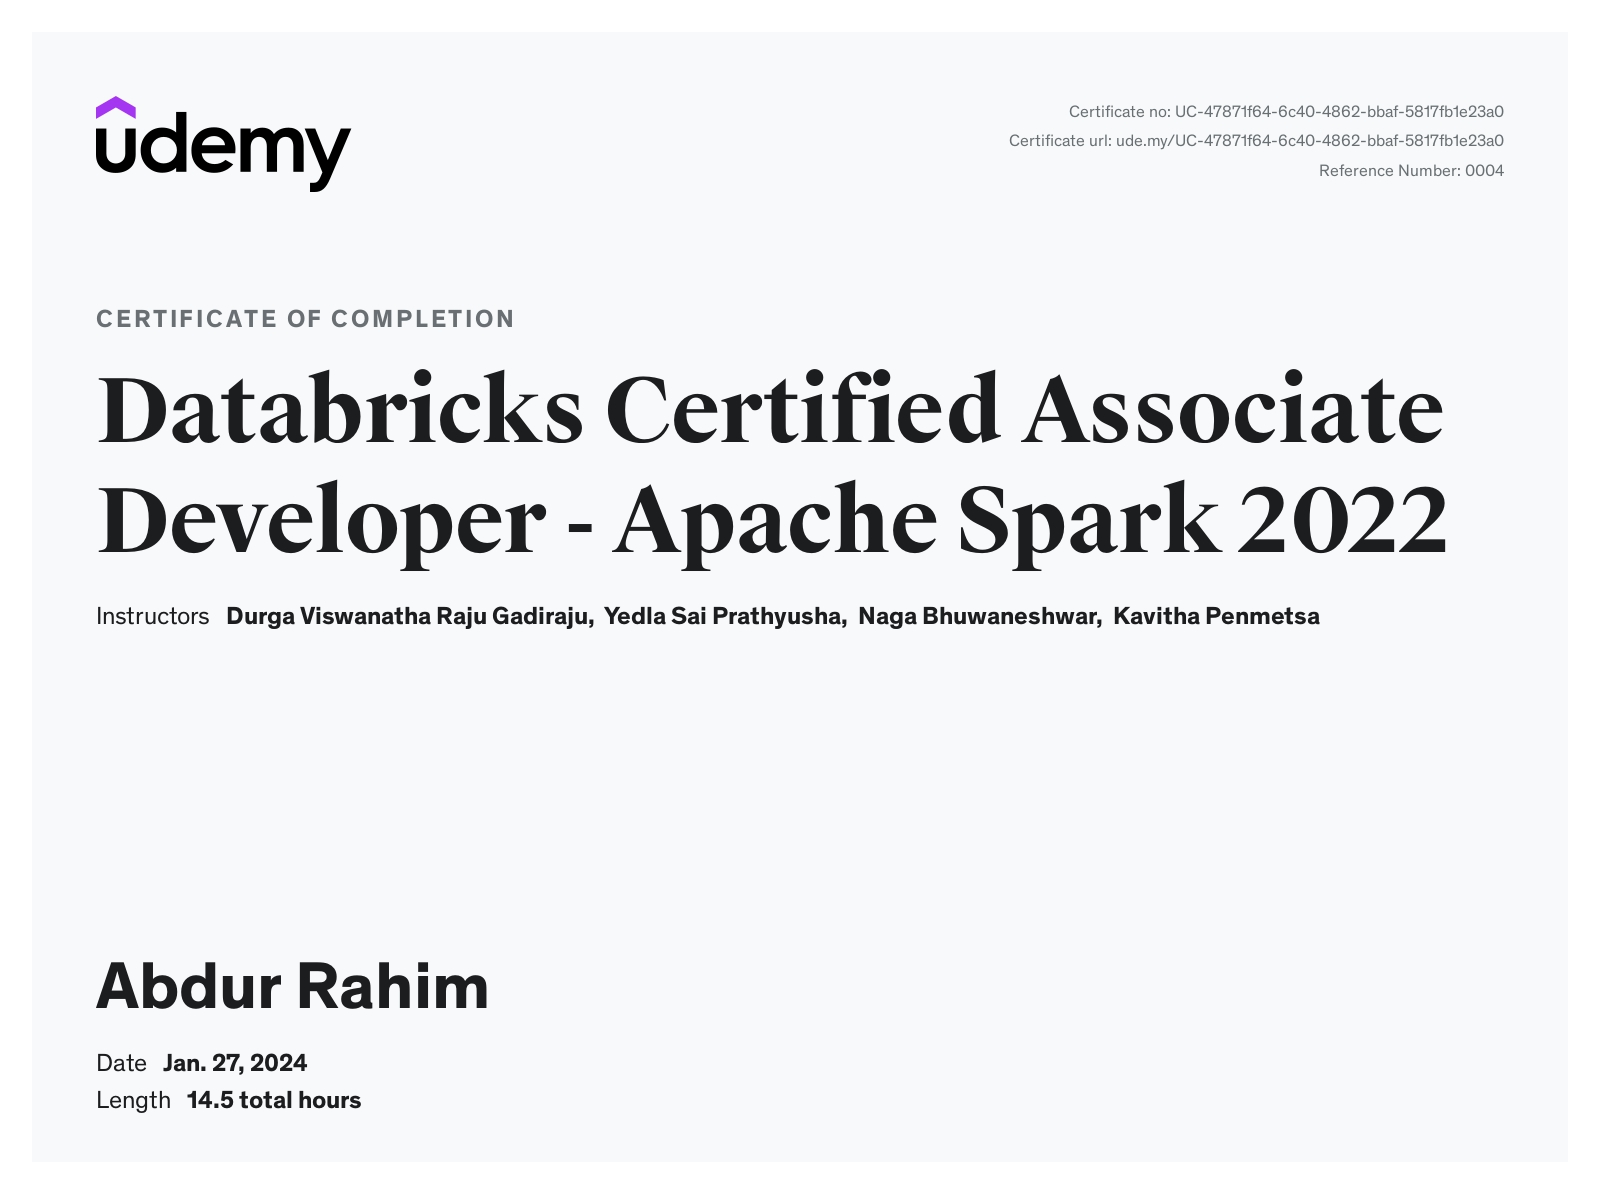 udemy
Certificate no: UC-47871f64-6c40-4862-bbaf-5817fb1e23a0
Certificate url: ude.my/UC-47871f64-6c40-4862-bbaf-5817fb1e23a0
Reference Number: 0004
CERTIFICATE OF COMPLETION
Databricks Certified Associate
Developer - Apache Spark 2022
Instructors Durga Viswanatha Raju Gadiraju, Yedla Sai Prathyusha, Naga Bhuwaneshwar, Kavitha Penmetsa
Abdur Rahim
Date Jan. 27, 2024
Length 14.5 total hours